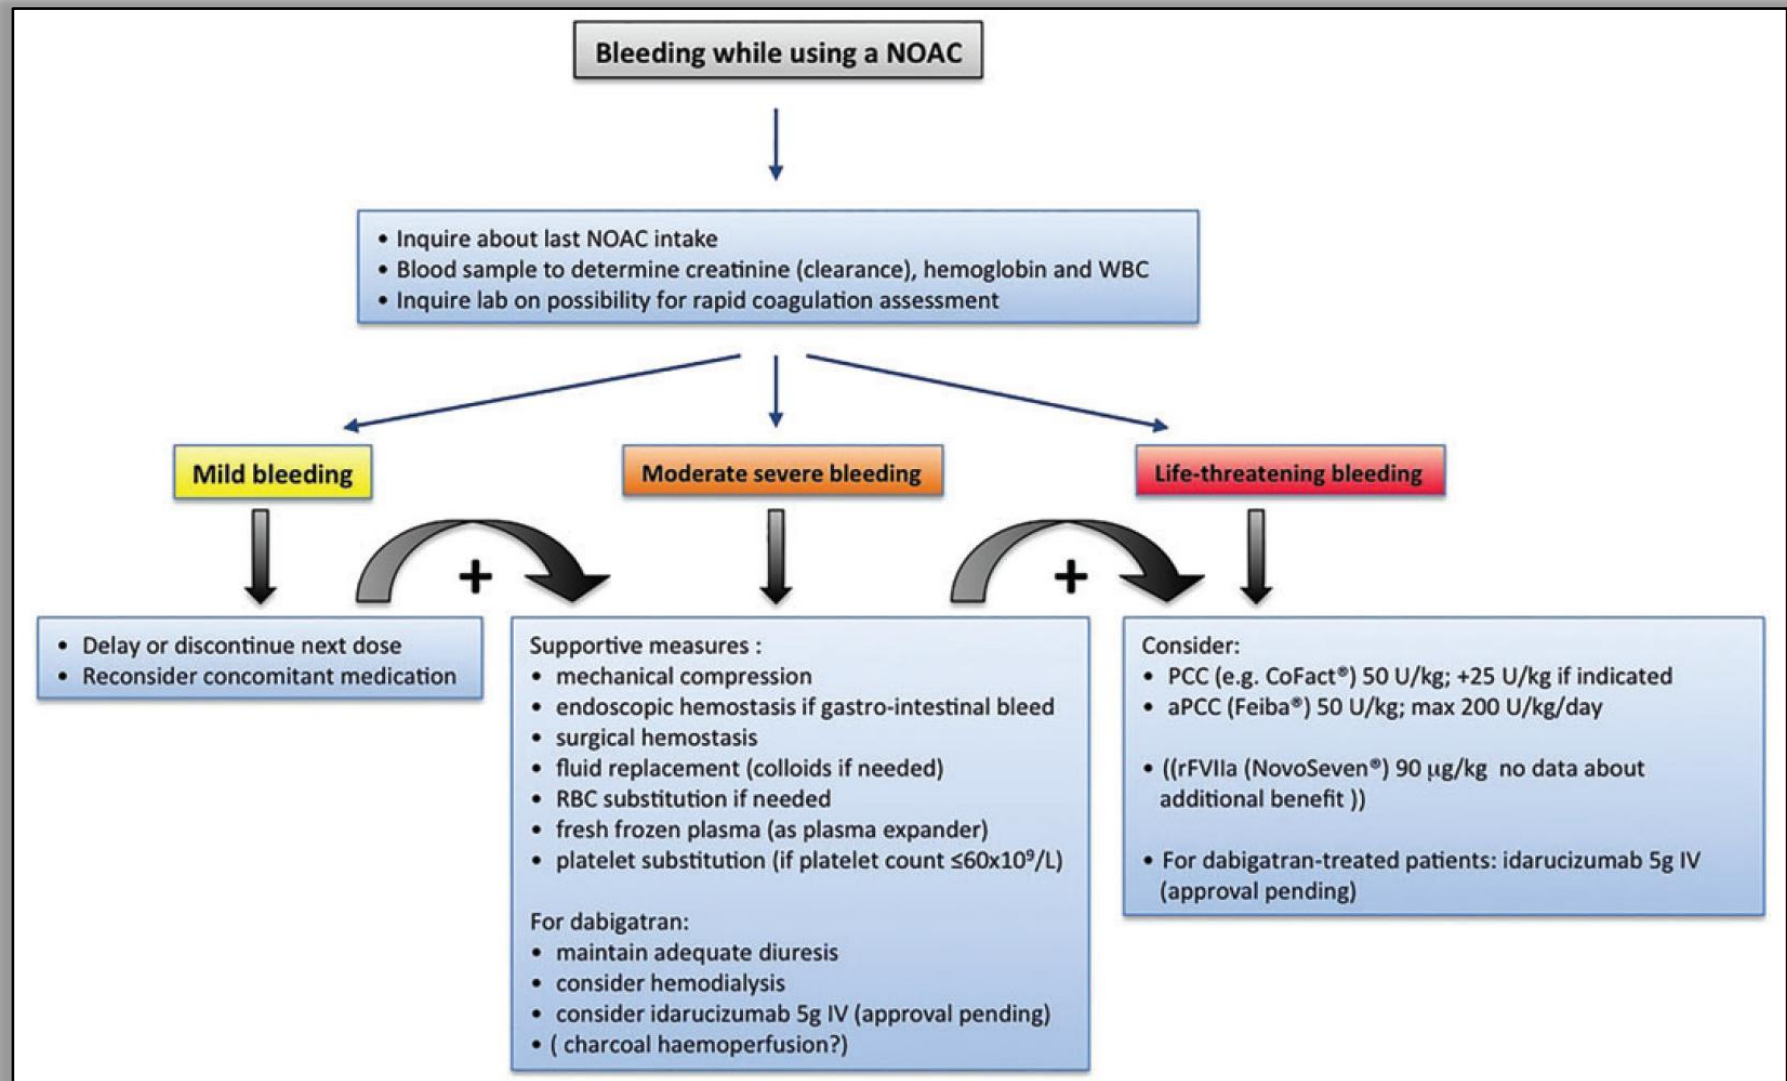 Bleeding while using a NOAC
• Inquire about last NOAC intake
• Blood sample to determine creatinine (clearance), hemoglobin and WBC
• Inquire lab on possibility for rapid coagulation assessment
Mild bleeding
Moderate severe bleeding
Life-threatening bleeding
+
+
• Delay or discontinue next dose
• Reconsider concomitant medication
Supportive measures :
• mechanical compression
• endoscopic hemostasis if gastro-intestinal bleed
• surgical hemostasis
• fluid replacement (colloids if needed)
• RBC substitution if needed
• fresh frozen plasma (as plasma expander)
• platelet substitution (if platelet count ≤60x10⁹/L)
For dabigatran:
• maintain adequate diuresis
• consider hemodialysis
• consider idarucizumab 5g IV (approval pending)
• ( charcoal haemoperfusion?)
Consider:
• PCC (e.g. CoFact®) 50 U/kg; +25 U/kg if indicated
• aPCC (Feiba®) 50 U/kg; max 200 U/kg/day
• ((rFVIIa (NovoSeven®) 90 μg/kg no data about
additional benefit ))
• For dabigatran-treated patients: idarucizumab 5g IV
(approval pending)